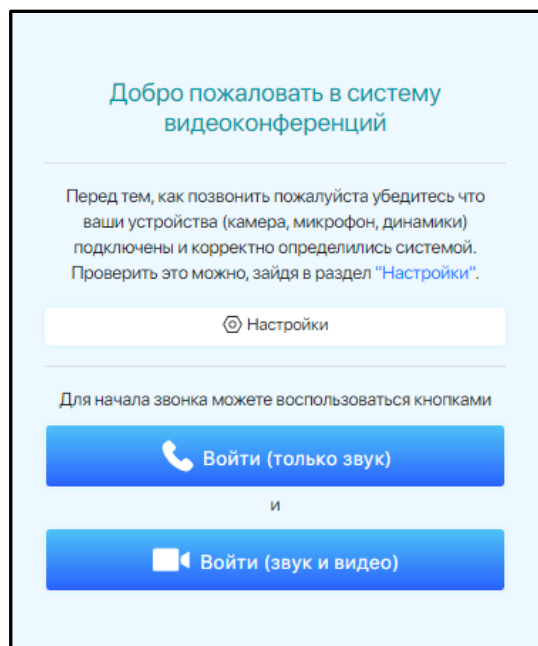 Добро пожаловать в систему
видеоконференций
Перед тем, как позвонить пожалуйста убедитесь что
ваши устройства (камера, микрофон, динамики)
подключены и корректно определились системой.
Проверить это можно, зайдя в раздел "Настройки".
Настройки
Для начала звонка можете воспользоваться кнопками
Войти (только звук)
и
Войти (звук и видео)